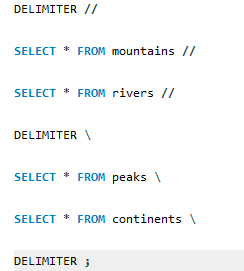 DELIMITER //
SELECT * FROM mountains //
SELECT * FROM rivers //
DELIMITER \
SELECT * FROM peaks \
SELECT * FROM continents \
DELIMITER ;